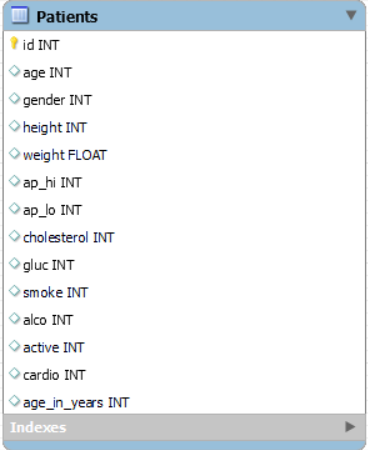 Patients
id INT
age INT
gender INT
height INT
weight FLOAT
ap_hi INT
ap_lo INT
cholesterol INT
gluc INT
smoke INT
alco INT
active INT
cardio INT
age_in_years INT
Indexes